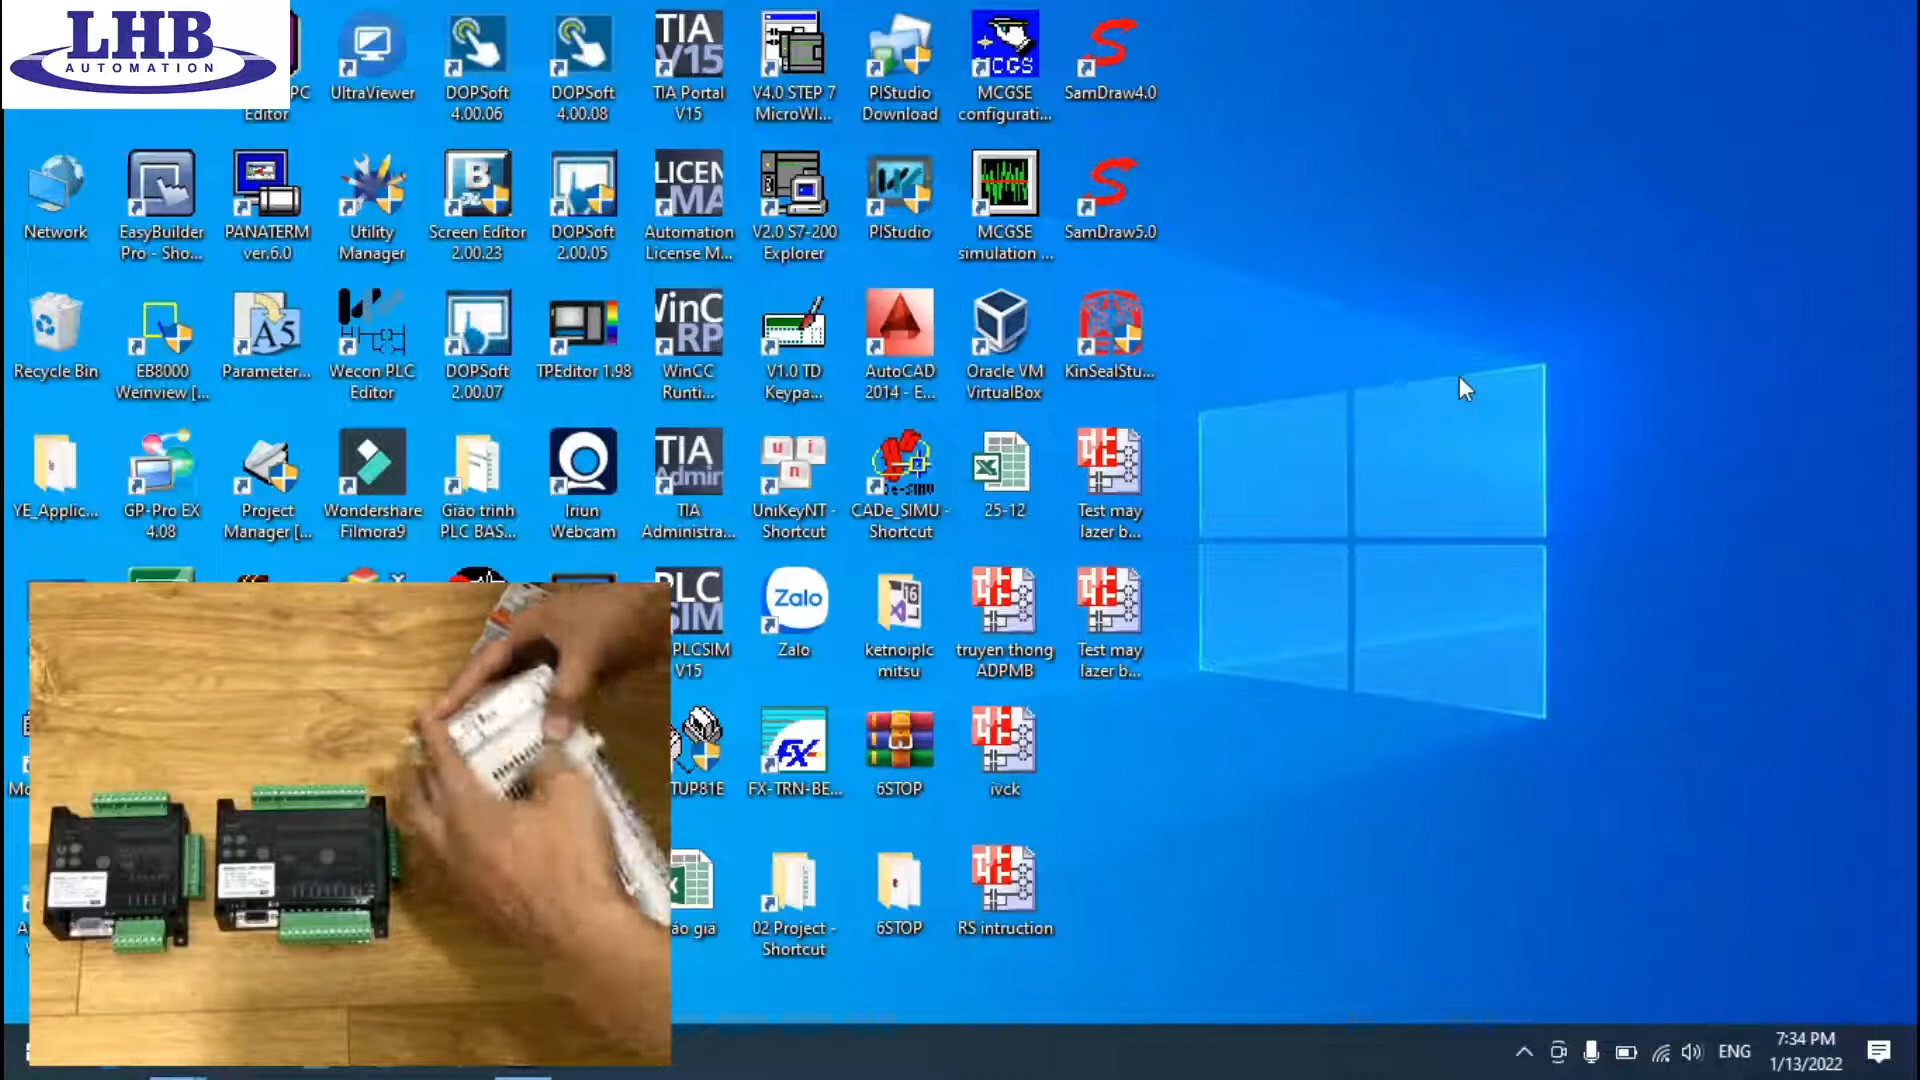 LHB
AUTOMATION
PC
Editor
UltraViewer
DOPSoft
4.00.06
DOPSoft
4.00.08
TIA
V15
TIA Portal
V15
V4.0 STEP 7
MicroWI...
PIStudio
Download
MCGS
MCGSE
configurati...
SamDraw4.0
Network
EasyBuilder
Pro - Sho...
PANATERM
ver.6.0
Utility
Manager
B
Screen Editor
2.00.23
DOPSoft
2.00.05
LICEN
MA
Automation
License M...
V2.0 S7-200
Explorer
PIStudio
MCGSE
simulation ...
SamDraw5.0
Recycle Bin
EB8000
Weinview [...
A5
Parameter...
Wecon PLC
Editor
DOPSoft
2.00.07
TPEditor 1.98
WinC
RP
WinCC
Runti...
V1.0 TD
Keypa...
AutoCAD
2014 - E...
Oracle VM
VirtualBox
KinSealStu...
YE_Applic...
GP-Pro EX
4.08
Project
Manager [...
Wondershare
Filmora9
Giáo trình
PLC BAS...
Iriun
Webcam
TIA
Admin
TIA
Administra...
u
i
n
UniKeyNT -
Shortcut
CADe_SIMU -
Shortcut
25-12
Test may
lazer b...
PLC
SIM
PLCSIM
V15
Zalo
Zalo
16
ketnoiplc
mitsu
truyen thong
ADPMB
Test may
lazer b...
TUP81E
FX
FX-TRN-BE...
6STOP
ivck
áo giá
02 Project -
Shortcut
6STOP
RS intruction
ENG
7:34 PM
1/13/2022